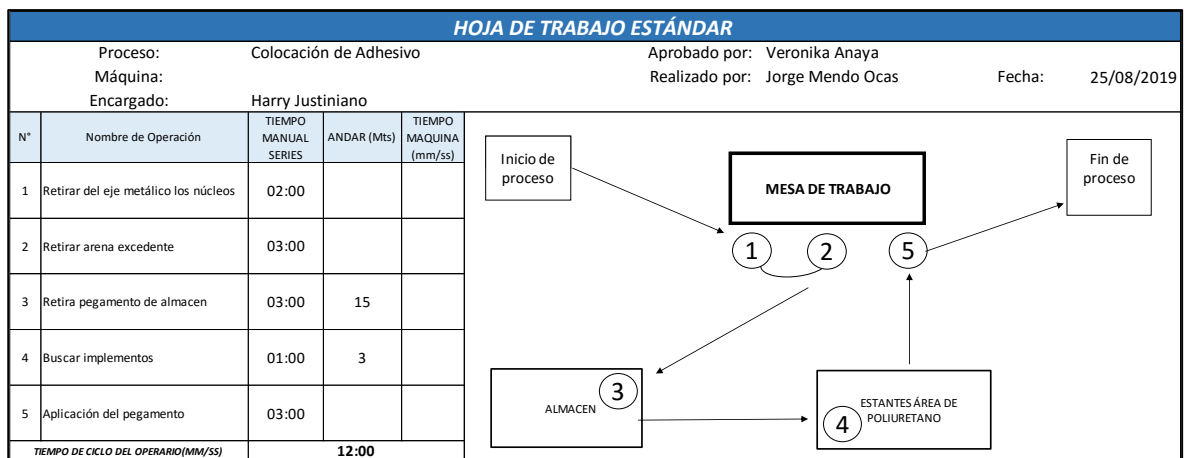 HOJA DE TRABAJO ESTÁNDAR
Proceso: Colocación de Adhesivo Aprobado por: Veronika Anaya
Máquina: Realizado por: Jorge Mendo Ocas Fecha: 25/08/2019
Encargado: Harry Justiniano
N° Nombre de Operación TIEMPO MANUAL SERIES ANDAR (Mts) TIEMPO MAQUINA (mm/ss)
1 Retirar del eje metálico los núcleos 02:00
2 Retirar arena excedente 03:00
3 Retira pegamento de almacen 03:00 15
4 Buscar implementos 01:00 3
5 Aplicación del pegamento 03:00
TIEMPO DE CICLO DEL OPERARIO(MM/SS) 12:00
Inicio de
proceso
MESA DE TRABAJO
Fin de
proceso
1 2 5
ALMACEN 3
ESTANTES ÁREA DE
POLIURETANO
4